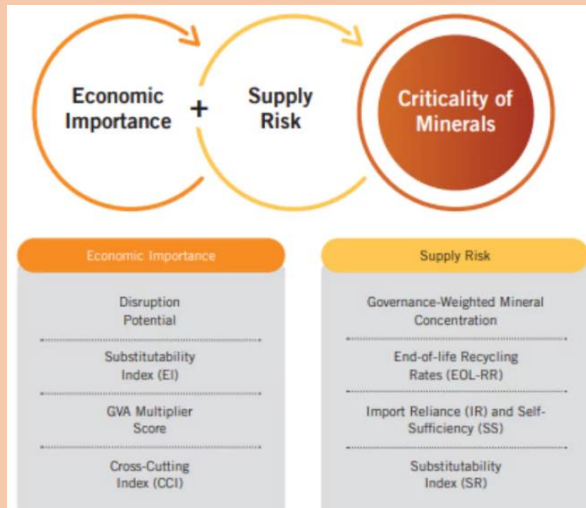 Economic
Importance
+
Supply
Risk
Criticality of
Minerals
Economic Importance
Disruption
Potential
Substitutability
Index (EI)
GVA Multiplier
Score
Cross-Cutting
Index (CCI)
Supply Risk
Governance-Weighted Mineral
Concentration
End-of-life Recycling
Rates (EOL-RR)
Import Reliance (IR) and Self-
Sufficiency (SS)
Substitutability
Index (SR)